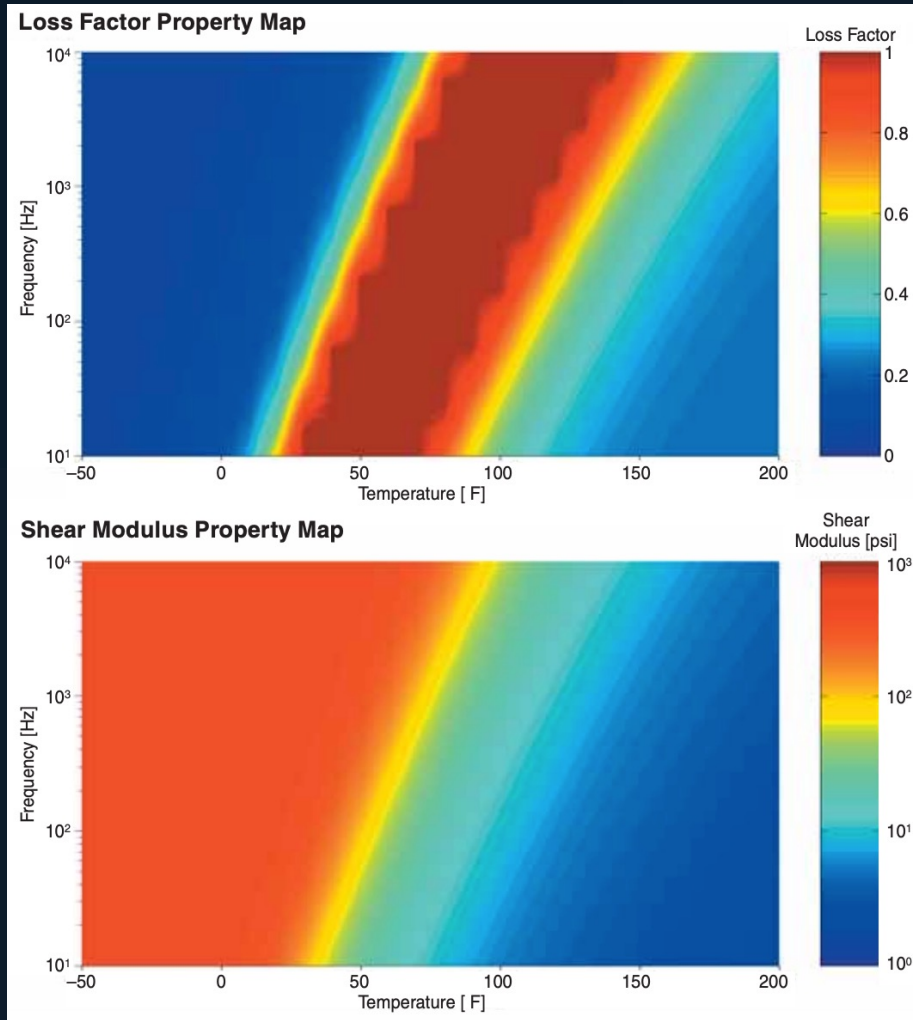 Loss Factor Property Map
Loss Factor
10⁴
10³
10²
10¹
Frequency [Hz]
−50 0 50 100 150 200
Temperature [ F]
1
0.8
0.6
0.4
0.2
0
Shear Modulus Property Map
Shear
Modulus [psi]
10⁴
10³
10²
10¹
Frequency [Hz]
−50 0 50 100 150 200
Temperature [ F]
10³
10²
10¹
10⁰